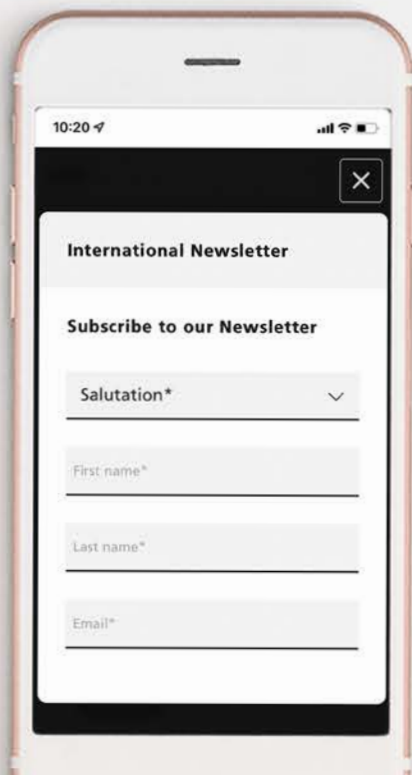 10:20
International Newsletter
Subscribe to our Newsletter
Salutation*
First name*
Last name*
Email*